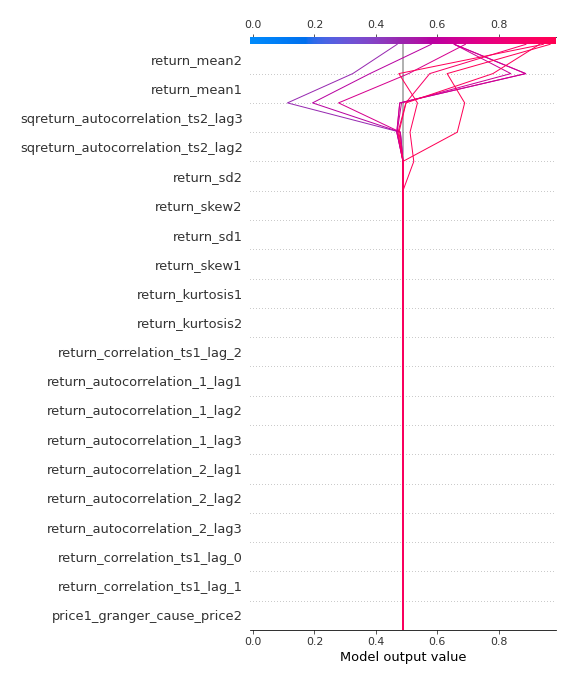 0.0 0.2 0.4 0.6 0.8
return_mean2
return_mean1
sqreturn_autocorrelation_ts2_lag3
sqreturn_autocorrelation_ts2_lag2
return_sd2
return_skew2
return_sd1
return_skew1
return_kurtosis1
return_kurtosis2
return_correlation_ts1_lag_2
return_autocorrelation_1_lag1
return_autocorrelation_1_lag2
return_autocorrelation_1_lag3
return_autocorrelation_2_lag1
return_autocorrelation_2_lag2
return_autocorrelation_2_lag3
return_correlation_ts1_lag_0
return_correlation_ts1_lag_1
price1_granger_cause_price2
0.0 0.2 0.4 0.6 0.8
Model output value